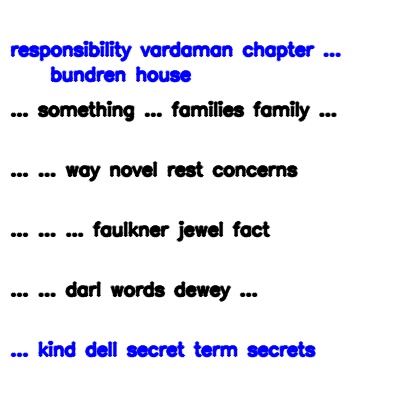 responsibility vardaman chapter ...
bundren house
... something ... families family ...
... ... way novel rest concerns
... ... ... faulkner jewel fact
... ... darl words dewey ...
... kind dell secret term secrets